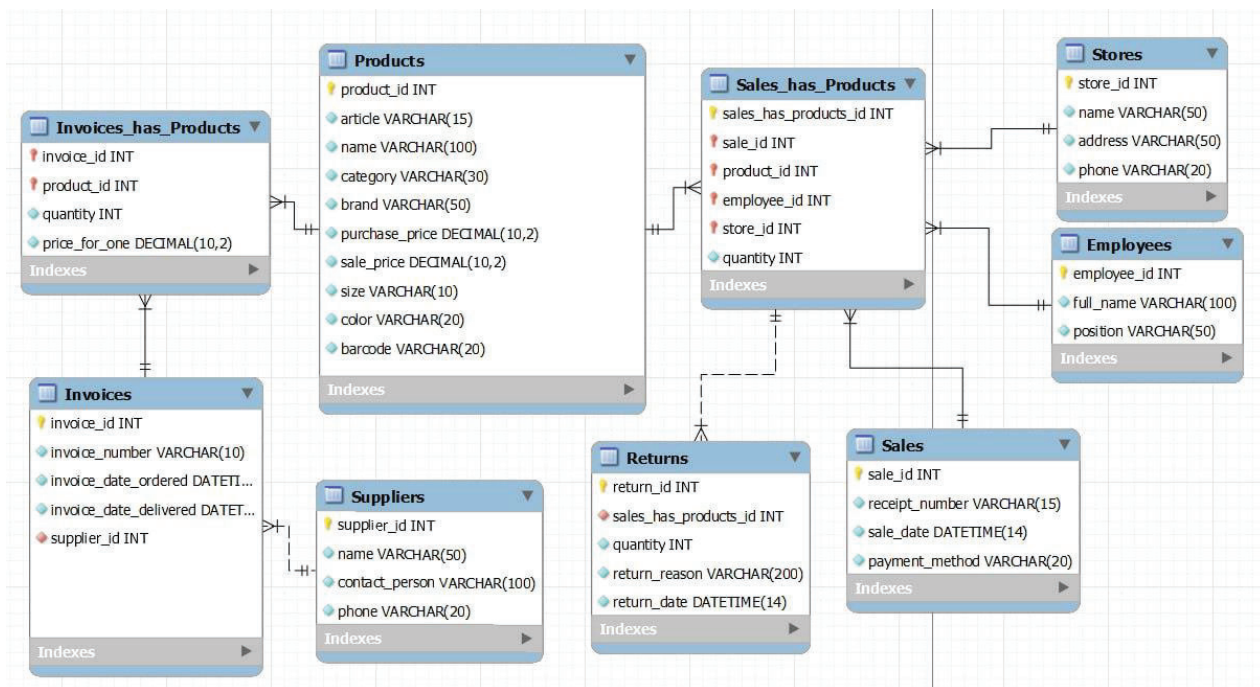 Invoices_has_Products
invoice_id INT
product_id INT
quantity INT
price_for_one DECIMAL(10,2)
Indexes
Products
product_id INT
article VARCHAR(15)
name VARCHAR(100)
category VARCHAR(30)
brand VARCHAR(50)
purchase_price DECIMAL(10,2)
sale_price DECIMAL(10,2)
size VARCHAR(10)
color VARCHAR(20)
barcode VARCHAR(20)
Indexes
Sales_has_Products
sales_has_products_id INT
sale_id INT
product_id INT
employee_id INT
store_id INT
quantity INT
Indexes
Stores
store_id INT
name VARCHAR(50)
address VARCHAR(50)
phone VARCHAR(20)
Indexes
Employees
employee_id INT
full_name VARCHAR(100)
position VARCHAR(50)
Indexes
Invoices
invoice_id INT
invoice_number VARCHAR(10)
invoice_date_ordered DATETI...
invoice_date_delivered DATET...
supplier_id INT
Indexes
Suppliers
supplier_id INT
name VARCHAR(50)
contact_person VARCHAR(100)
phone VARCHAR(20)
Indexes
Returns
return_id INT
sales_has_products_id INT
quantity INT
return_reason VARCHAR(200)
return_date DATETIME(14)
Indexes
Sales
sale_id INT
receipt_number VARCHAR(15)
sale_date DATETIME(14)
payment_method VARCHAR(20)
Indexes